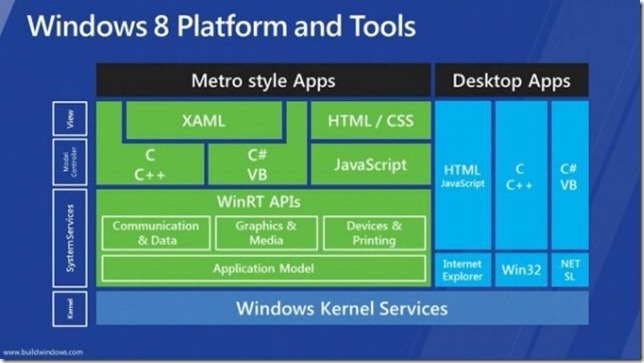 Windows 8 Platform and Tools
Metro style Apps
Desktop Apps
View
XAML
HTML / CSS
Model
Controller
C
C++
C#
VB
JavaScript
HTML
JavaScript
C
C++
C#
VB
System Services
WinRT APIs
Communication
& Data
Graphics &
Media
Devices &
Printing
Application Model
Internet
Explorer
Win32
.NET
SL
Kernel
Windows Kernel Services
www.buildwindows.com